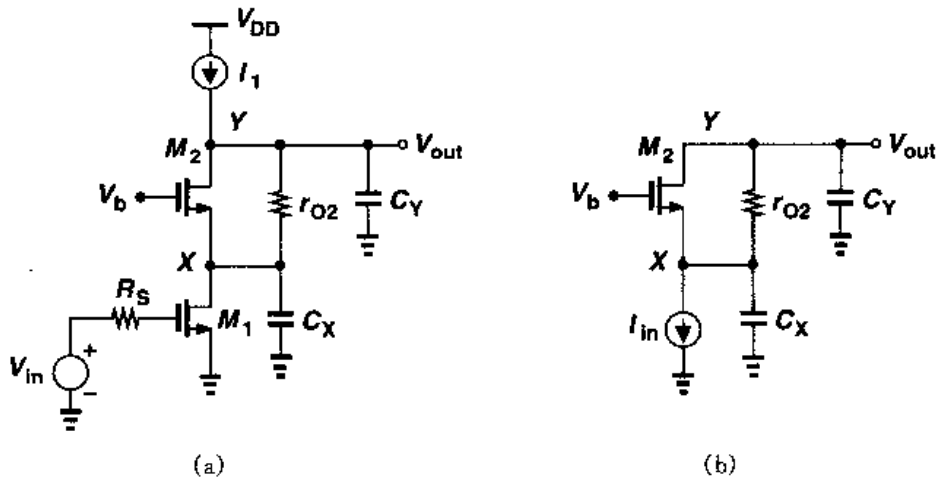 V_DD
I_1
Y
M_2
V_out
V_b
r_O2
C_Y
X
R_S
M_1
C_X
V_in
+
−
(a)
Y
M_2
V_out
V_b
r_O2
C_Y
X
I_in
C_X
(b)